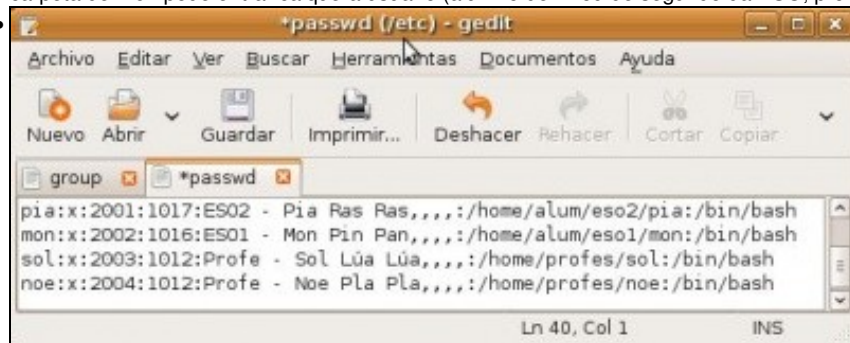 *passwd (/etc) - gedit
Archivo Editar Ver Buscar Herramientas Documentos Ayuda
Nuevo Abrir Guardar Imprimir... Deshacer Rehacer Cortar Copiar
group *passwd
pia:x:2001:1017:ESO2 - Pia Ras Ras,,,,:/home/alum/eso2/pia:/bin/bash
mon:x:2002:1016:ESO1 - Mon Pin Pan,,,,:/home/alum/eso1/mon:/bin/bash
sol:x:2003:1012:Profe - Sol Lúa Lúa,,,,:/home/profes/sol:/bin/bash
noe:x:2004:1012:Profe - Noe Pla Pla,,,,:/home/profes/noe:/bin/bash
Ln 40, Col 1 INS